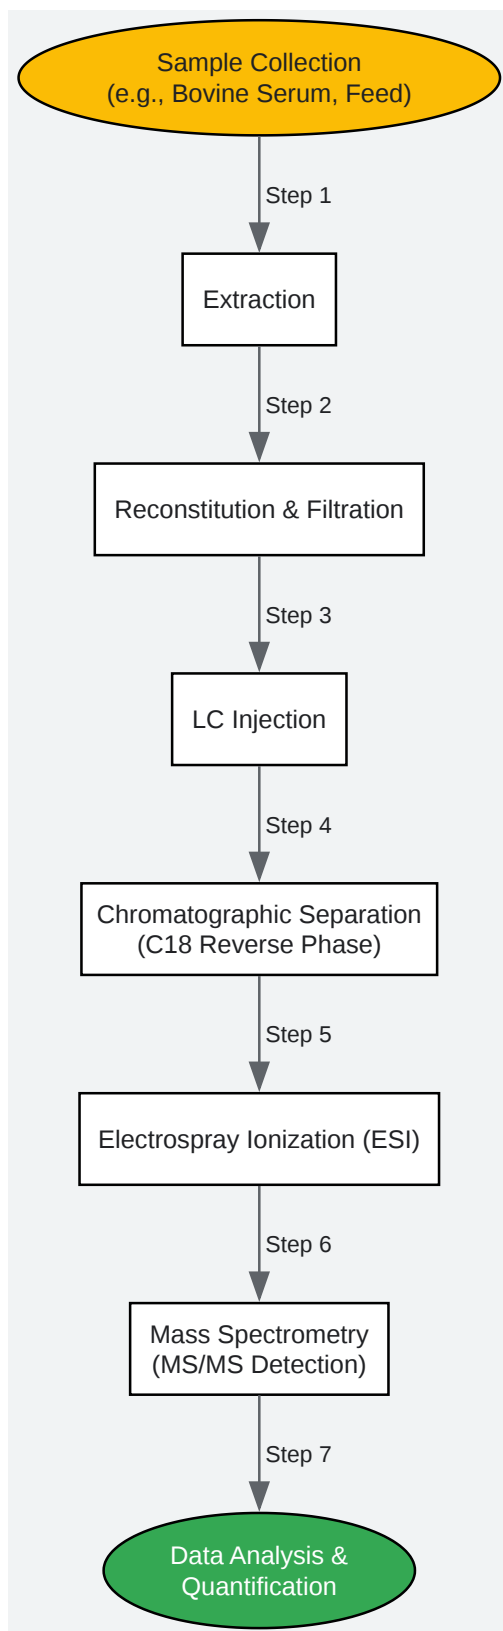 Sample Collection
(e.g., Bovine Serum, Feed)
Step 1
Extraction
Step 2
Reconstitution & Filtration
Step 3
LC Injection
Step 4
Chromatographic Separation
(C18 Reverse Phase)
Step 5
Electrospray Ionization (ESI)
Step 6
Mass Spectrometry
(MS/MS Detection)
Step 7
Data Analysis &
Quantification